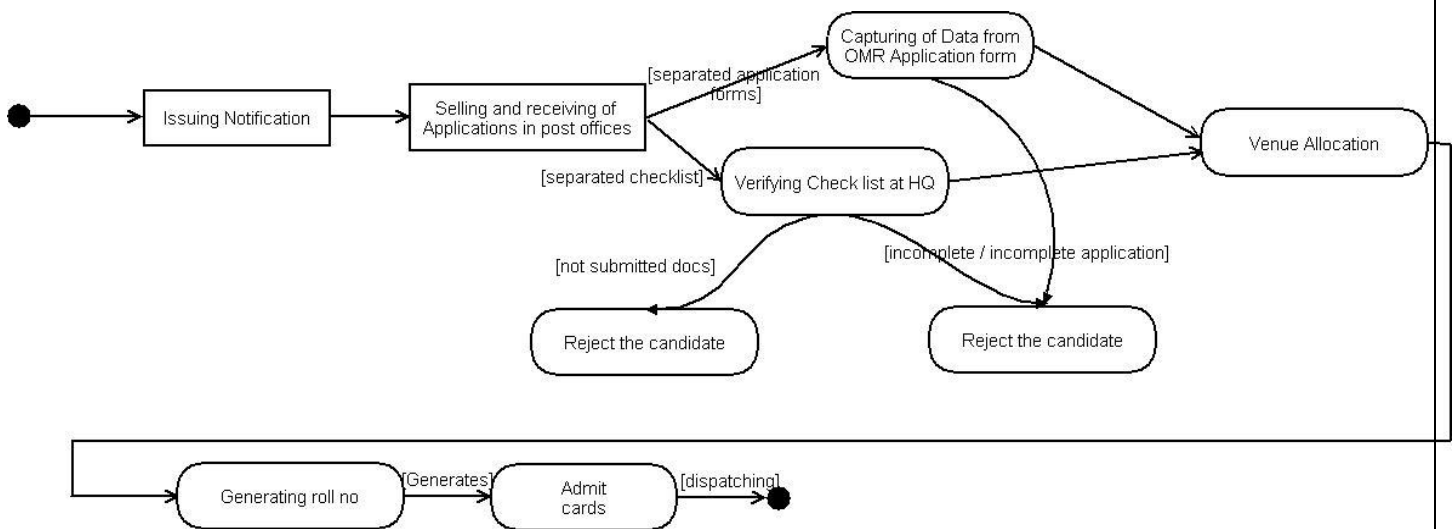 Capturing of Data from
OMR Application form
[separated application
forms]
Issuing Notification
Selling and receiving of
Applications in post offices
Venue Allocation
[separated checklist]
Verifying Check list at HQ
[not submitted docs]
[incomplete / incomplete application]
Reject the candidate
Reject the candidate
Generating roll no
[Generates]
Admit
cards
[dispatching]